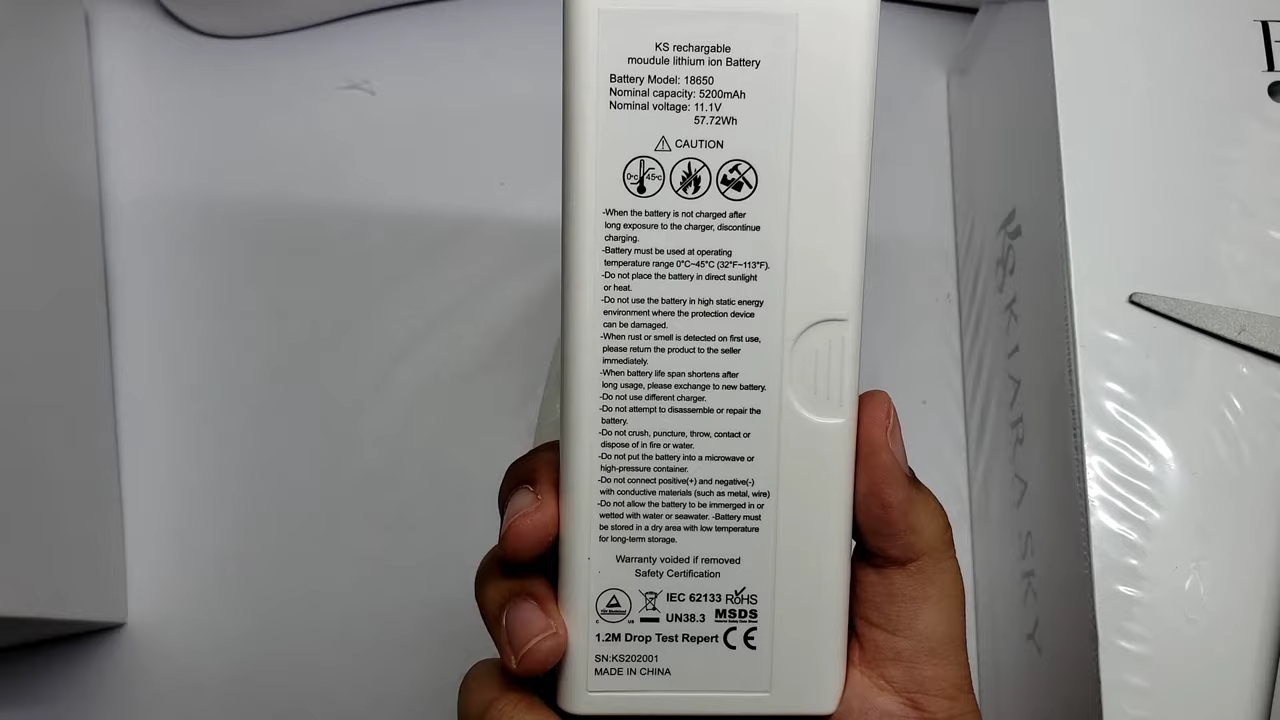 KS rechargable
moudule lithium ion Battery
Battery Model: 18650
Nominal capacity: 5200mAh
Nominal voltage: 11.1V
57.72Wh
CAUTION
0°C 45°C
-When the battery is not charged after
long exposure to the charger, discontinue
charging.
-Battery must be used at operating
temperature range 0°C~45°C (32°F~113°F).
-Do not place the battery in direct sunlight
or heat.
-Do not use the battery in high static energy
environment where the protection device
can be damaged.
-When rust or smell is detected on first use,
please return the product to the seller
immediately.
-When battery life span shortens after
long usage, please exchange to new battery.
-Do not use different charger.
-Do not attempt to disassemble or repair the
battery.
-Do not crush, puncture, throw, contact or
dispose of in fire or water.
-Do not put the battery into a microwave or
high-pressure container.
-Do not connect positive(+) and negative(-)
with conductive materials (such as metal, wire)
-Do not allow the battery to be immerged in or
wetted with water or seawater. -Battery must
be stored in a dry area with low temperature
for long-term storage.
Warranty voided if removed
Safety Certification
IEC 62133 RoHS
C US UN38.3 MSDS
1.2M Drop Test Repert CE
SN:KS202001
MADE IN CHINA